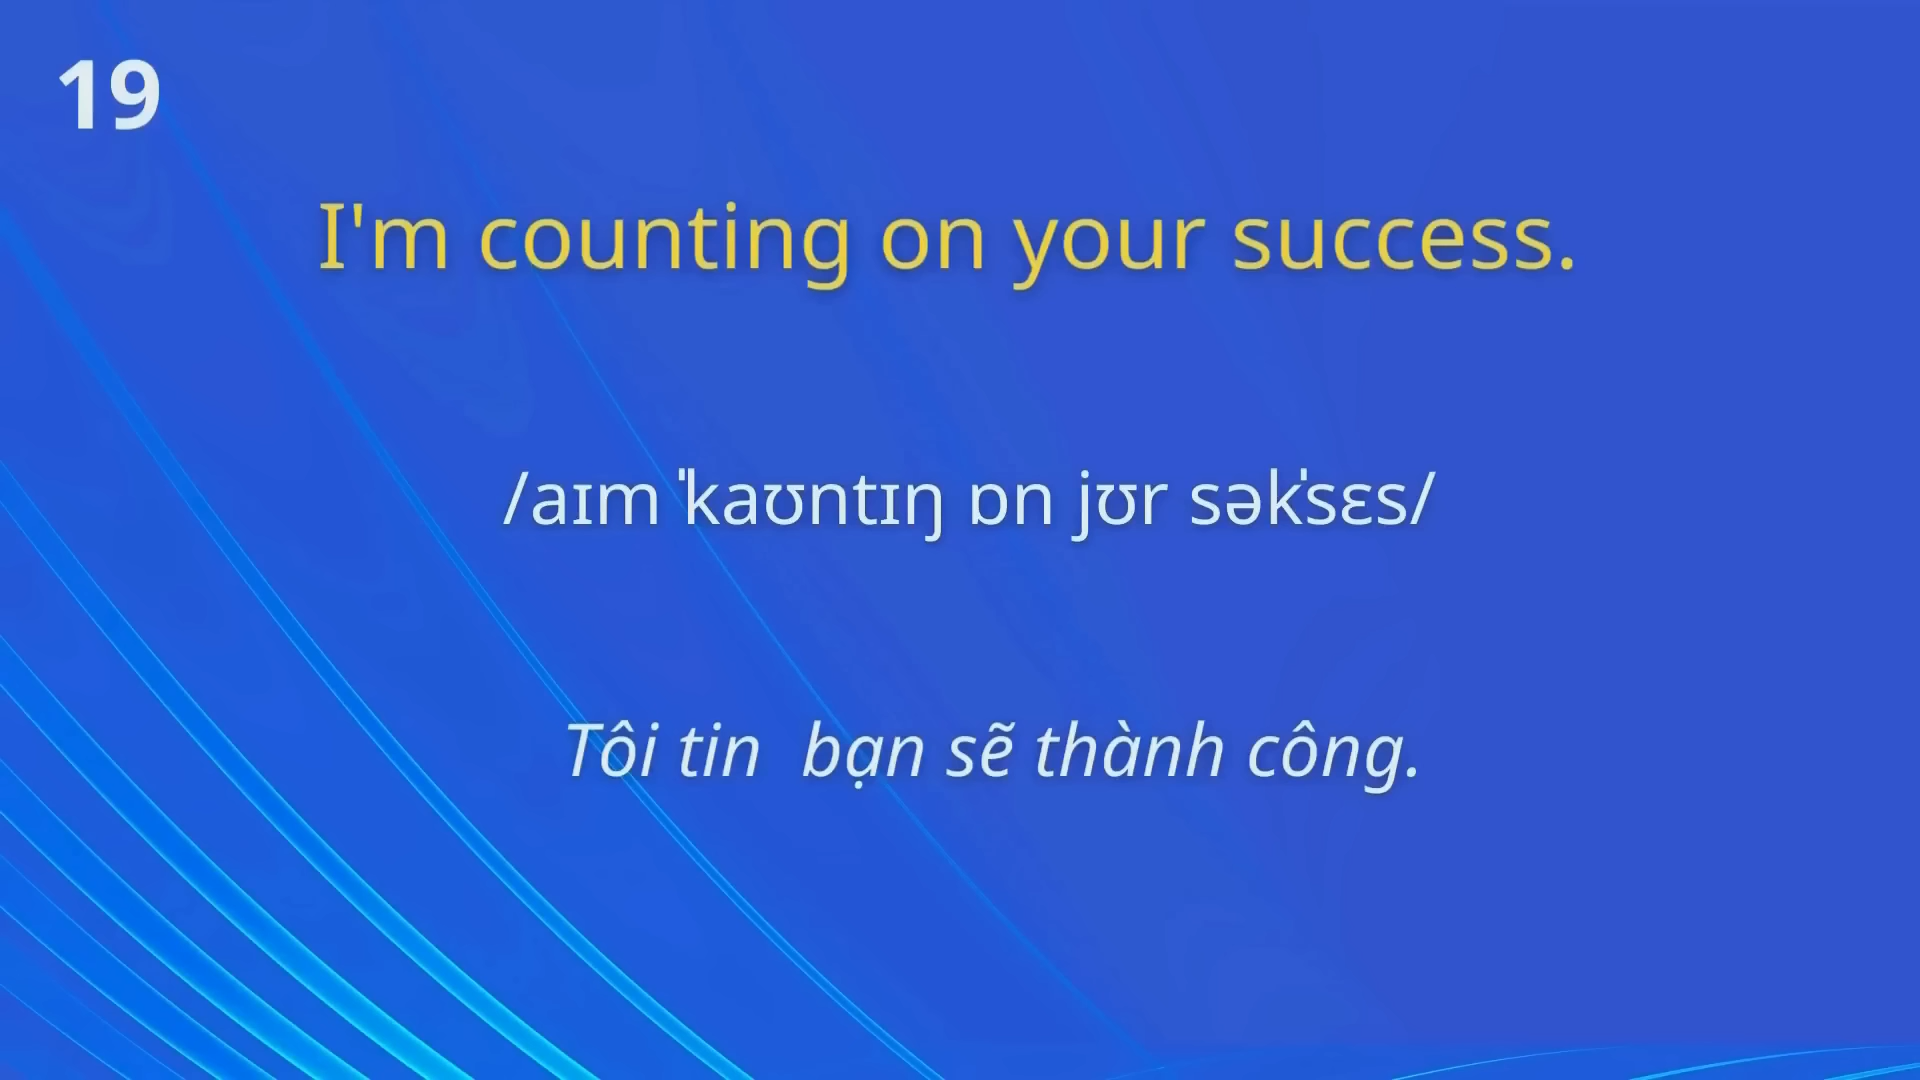 19
I'm counting on your success.
/aɪm ˈkaʊntɪŋ ɒn jʊr səkˈsɛs/
Tôi tin  bạn sẽ thành công.